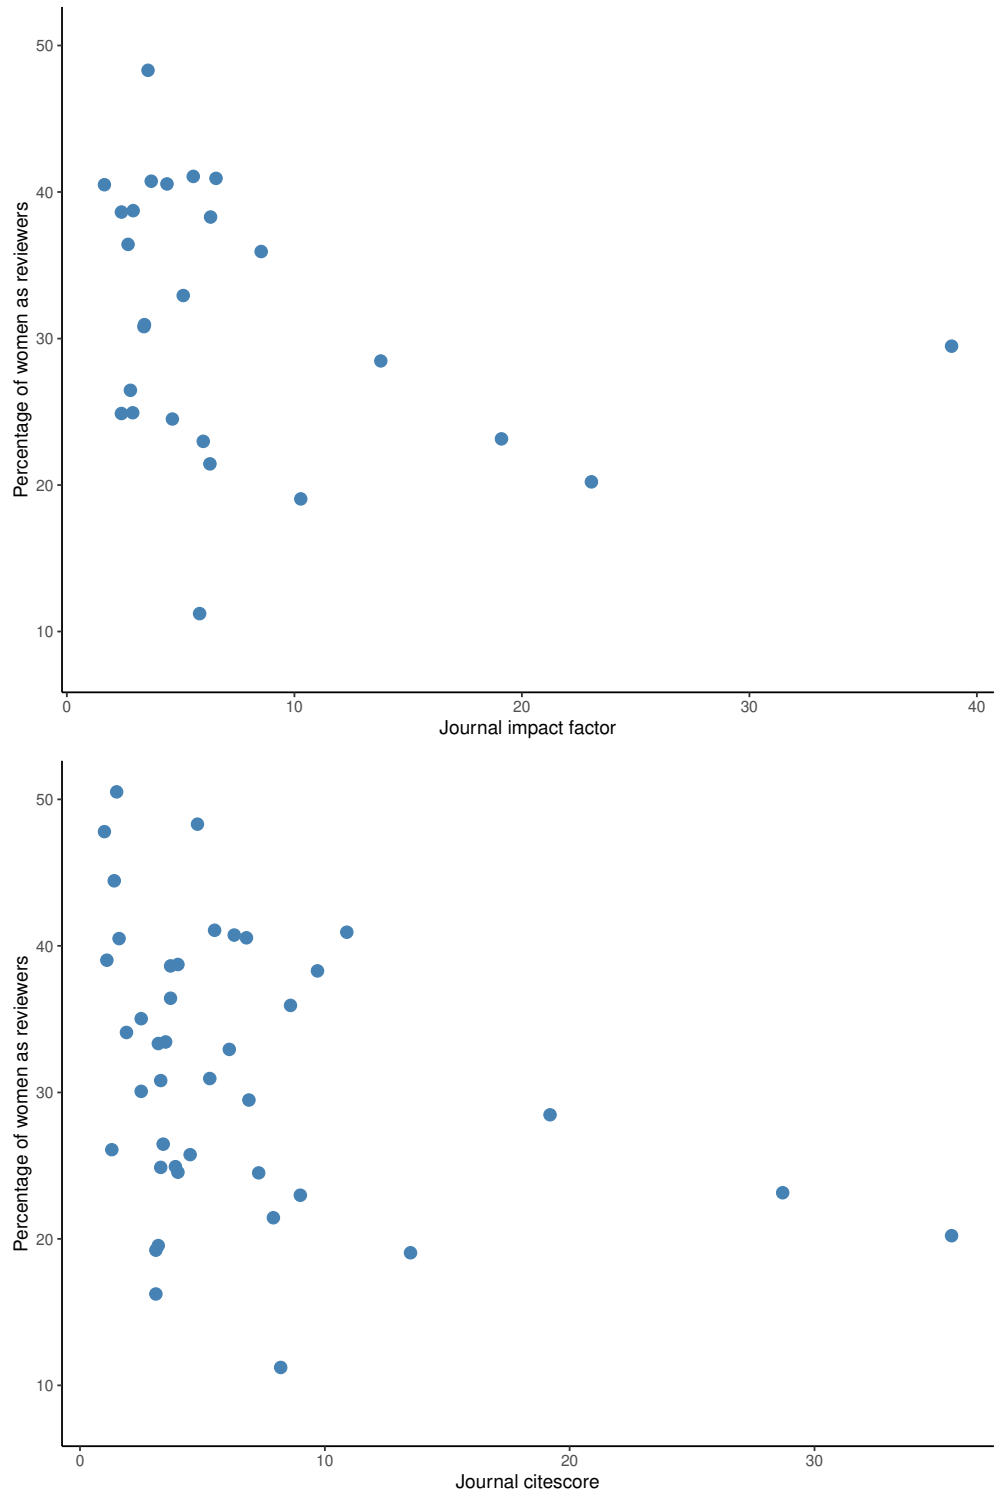 50
40
30
20
10
Percentage of women as reviewers
0 10 20 30 40
Journal impact factor
50
40
30
20
10
Percentage of women as reviewers
0 10 20 30
Journal citescore